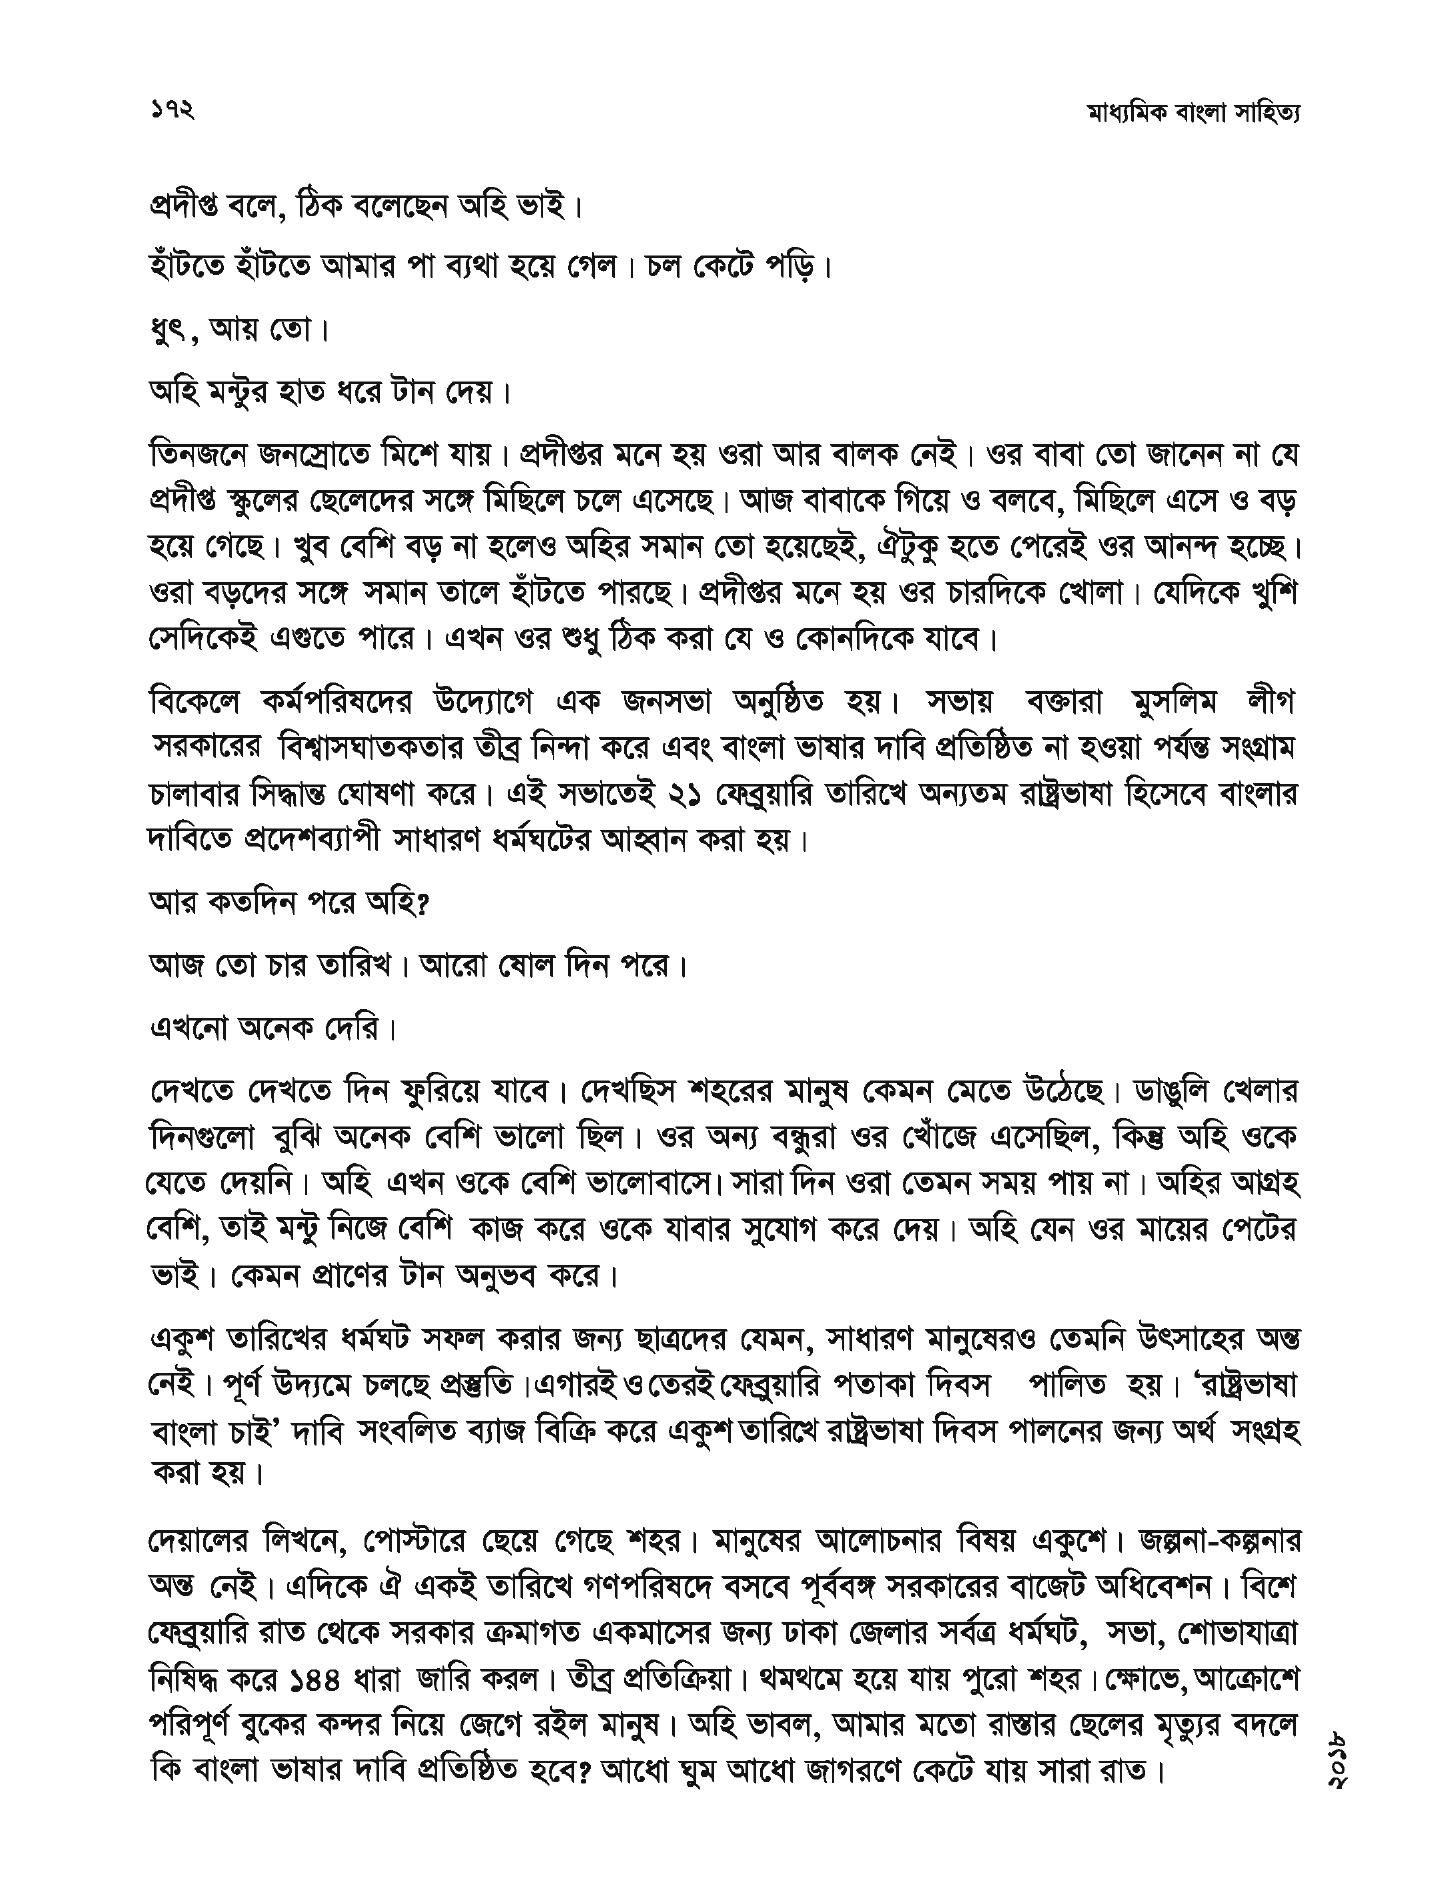 ১৭২
মাধ্যমিক বাংলা সাহিত্য
প্রদীপ্ত বলে, ঠিক বলেছেন অহি ভাই।
হাঁটতে হাঁটতে আমার পা ব্যথা হয়ে গেল। চল কেটে পড়ি।
ধুৎ, আয় তো।
অহি মন্টুর হাত ধরে টান দেয়।
তিনজনে জনস্রোতে মিশে যায়। প্রদীপ্তর মনে হয় ওরা আর বালক নেই। ওর বাবা তো জানেন না যে
প্রদীপ্ত স্কুলের ছেলেদের সঙ্গে মিছিলে চলে এসেছে। আজ বাবাকে গিয়ে ও বলবে, মিছিলে এসে ও বড়
হয়ে গেছে। খুব বেশি বড় না হলেও অহির সমান তো হয়েছেই, ঐটুকু হতে পেরেই ওর আনন্দ হচ্ছে।
ওরা বড়দের সঙ্গে সমান তালে হাঁটতে পারছে। প্রদীপ্তর মনে হয় ওর চারদিকে খোলা। যেদিকে খুশি
সেদিকেই এগুতে পারে। এখন ওর শুধু ঠিক করা যে ও কোনদিকে যাবে।
বিকেলে কর্মপরিষদের উদ্যোগে এক জনসভা অনুষ্ঠিত হয়। সভায় বক্তারা মুসলিম লীগ
সরকারের বিশ্বাসঘাতকতার তীব্র নিন্দা করে এবং বাংলা ভাষার দাবি প্রতিষ্ঠিত না হওয়া পর্যন্ত সংগ্রাম
চালাবার সিদ্ধান্ত ঘোষণা করে। এই সভাতেই ২১ ফেব্রুয়ারি তারিখে অন্যতম রাষ্ট্রভাষা হিসেবে বাংলার
দাবিতে প্রদেশব্যাপী সাধারণ ধর্মঘটের আহ্বান করা হয়।
আর কতদিন পরে অহি?
আজ তো চার তারিখ। আরো ষোল দিন পরে।
এখনো অনেক দেরি।
দেখতে দেখতে দিন ফুরিয়ে যাবে। দেখছিস শহরের মানুষ কেমন মেতে উঠেছে। ডাঙুলি খেলার
দিনগুলো বুঝি অনেক বেশি ভালো ছিল। ওর অন্য বন্ধুরা ওর খোঁজে এসেছিল, কিন্তু অহি ওকে
যেতে দেয়নি। অহি এখন ওকে বেশি ভালোবাসে। সারা দিন ওরা তেমন সময় পায় না। অহির আগ্রহ
বেশি, তাই মন্টু নিজে বেশি কাজ করে ওকে যাবার সুযোগ করে দেয়। অহি যেন ওর মায়ের পেটের
ভাই। কেমন প্রাণের টান অনুভব করে।
একুশ তারিখের ধর্মঘট সফল করার জন্য ছাত্রদের যেমন, সাধারণ মানুষেরও তেমনি উৎসাহের অন্ত
নেই। পূর্ণ উদ্যমে চলছে প্রস্তুতি। এগারই ও তেরই ফেব্রুয়ারি পতাকা দিবস পালিত হয়। ‘রাষ্ট্রভাষা
বাংলা চাই’ দাবি সংবলিত ব্যাজ বিক্রি করে একুশ তারিখে রাষ্ট্রভাষা দিবস পালনের জন্য অর্থ সংগ্রহ
করা হয়।
দেয়ালের লিখনে, পোস্টারে ছেয়ে গেছে শহর। মানুষের আলোচনার বিষয় একুশে। জল্পনা-কল্পনার
অন্ত নেই। এদিকে ঐ একই তারিখে গণপরিষদে বসবে পূর্ববঙ্গ সরকারের বাজেট অধিবেশন। বিশে
ফেব্রুয়ারি রাত থেকে সরকার ক্রমাগত একমাসের জন্য ঢাকা জেলার সর্বত্র ধর্মঘট, সভা, শোভাযাত্রা
নিষিদ্ধ করে ১৪৪ ধারা জারি করল। তীব্র প্রতিক্রিয়া। থমথমে হয়ে যায় পুরো শহর। ক্ষোভে, আক্রোশে
পরিপূর্ণ বুকের কন্দর নিয়ে জেগে রইল মানুষ। অহি ভাবল, আমার মতো রাস্তার ছেলের মৃত্যুর বদলে
কি বাংলা ভাষার দাবি প্রতিষ্ঠিত হবে? আধো ঘুম আধো জাগরণে কেটে যায় সারা রাত।
২০১৮